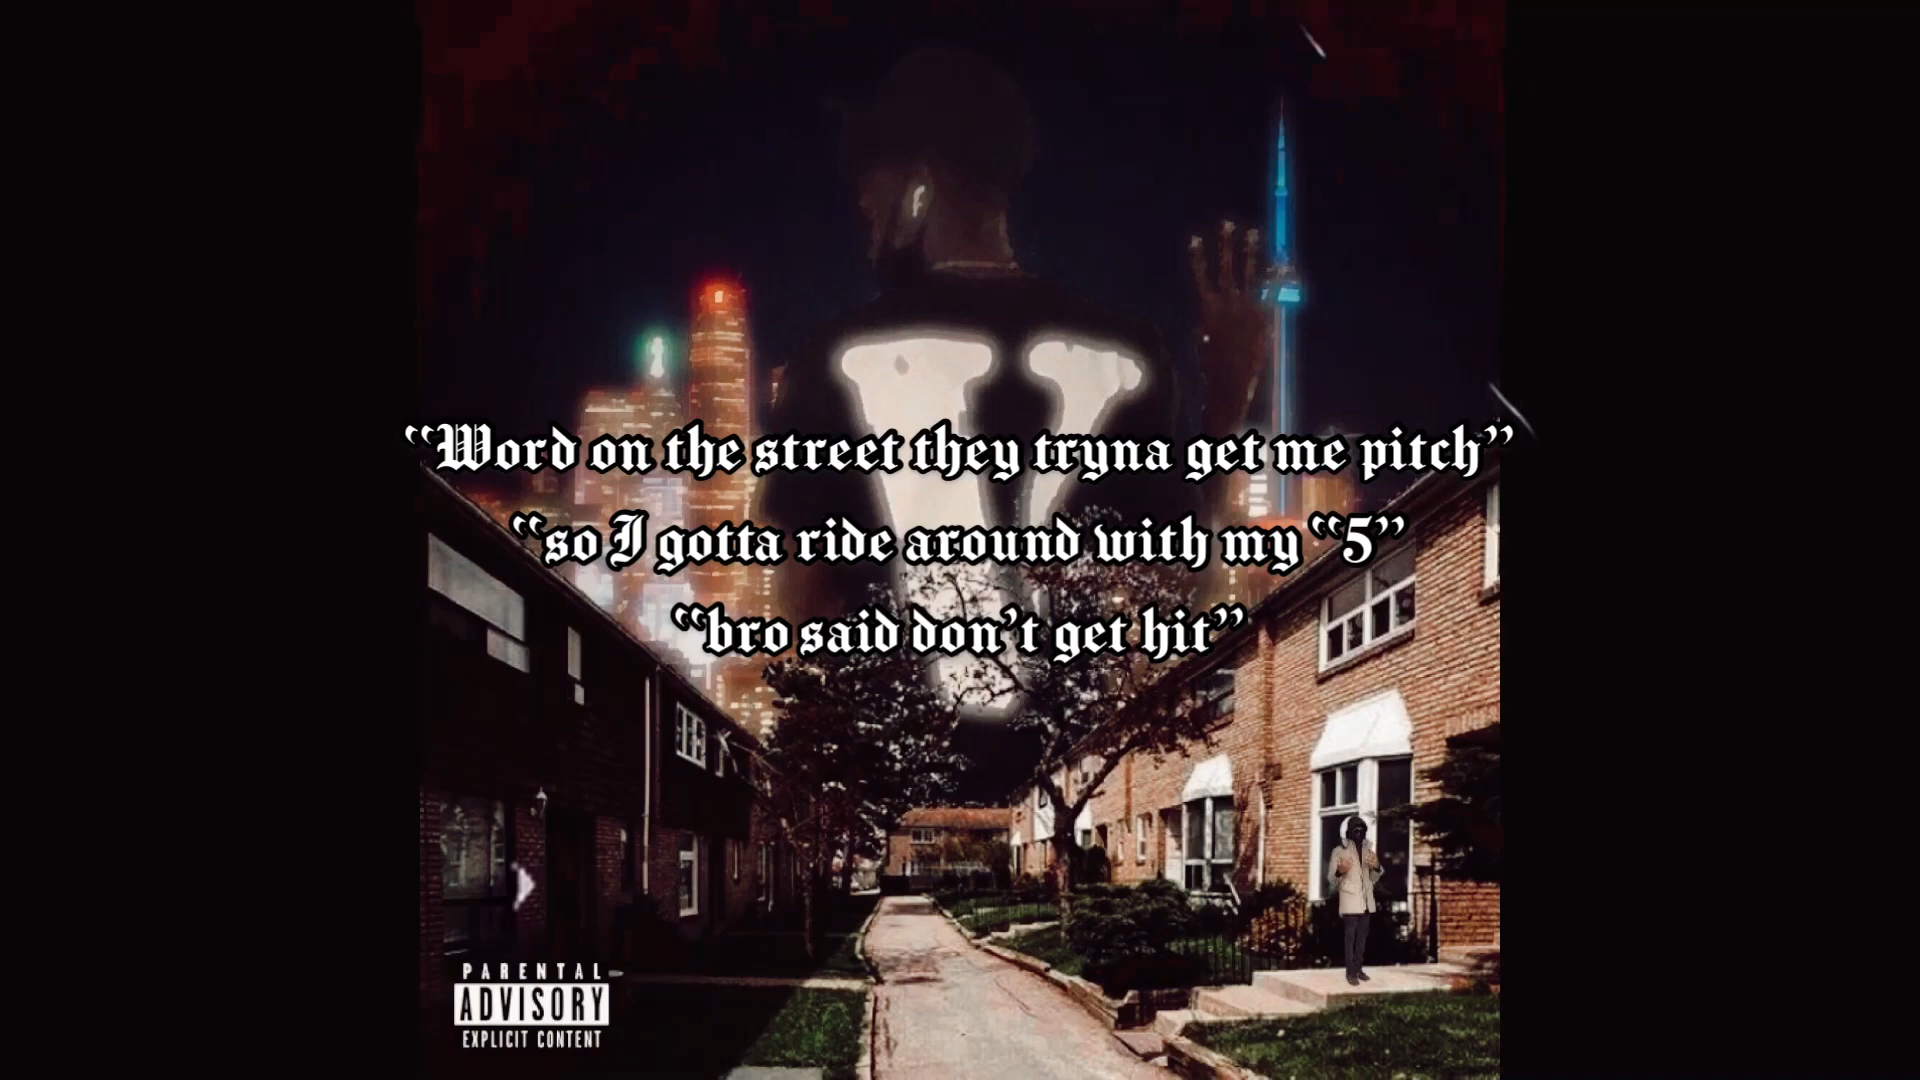 “Word on the street they tryna get me pitch”
“so I gotta ride around with my “5”
“bro said don’t get hit”
V
PARENTAL
ADVISORY
EXPLICIT CONTENT